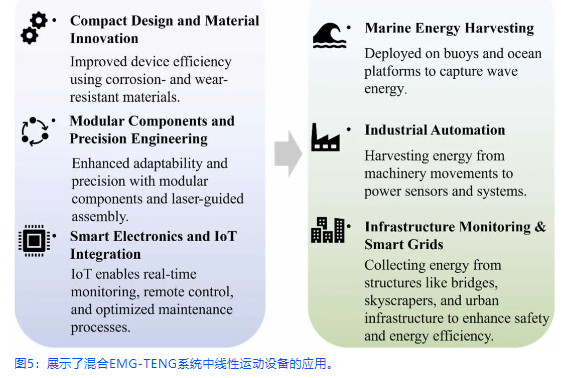 • Compact Design and Material
Innovation
Improved device efficiency
using corrosion- and wear-
resistant materials.
• Modular Components and
Precision Engineering
Enhanced adaptability and
precision with modular
components and laser-guided
assembly.
• Smart Electronics and IoT
Integration
IoT enables real-time
monitoring, remote control,
and optimized maintenance
processes.
• Marine Energy Harvesting
Deployed on buoys and ocean
platforms to capture wave
energy.
• Industrial Automation
Harvesting energy from
machinery movements to
power sensors and systems.
• Infrastructure Monitoring &
Smart Grids
Collecting energy from
structures like bridges,
skyscrapers, and urban
infrastructure to enhance safety
and energy efficiency.
图5：展示了混合EMG-TENG系统中线性运动设备的应用。